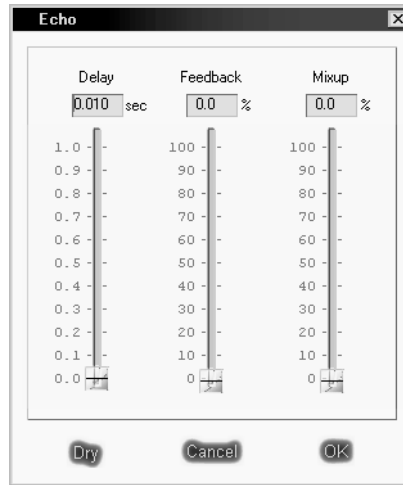 Echo
Delay Feedback Mixup
0.010 sec 0.0 % 0.0 %
1.0 100 100
0.9 90 90
0.8 80 80
0.7 70 70
0.6 60 60
0.5 50 50
0.4 40 40
0.3 30 30
0.2 20 20
0.1 10 10
0.0 0 0
Dry Cancel OK